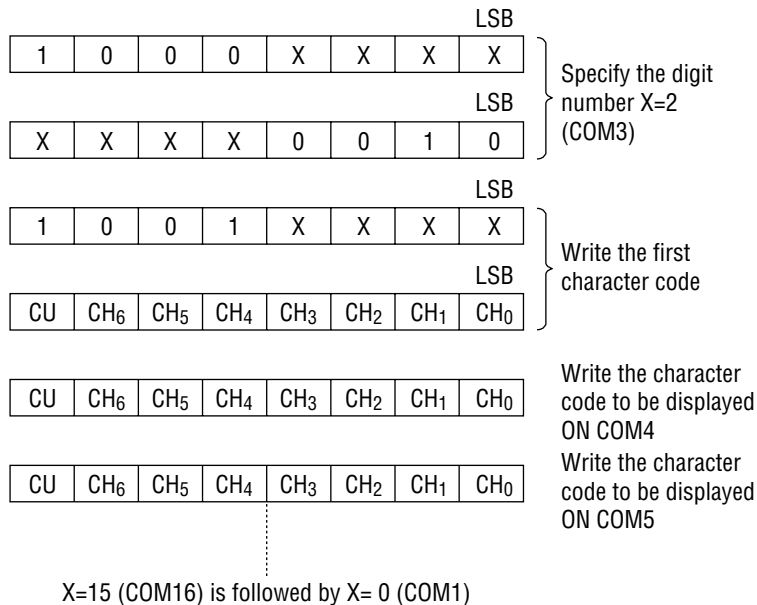 LSB
1 0 0 0 X X X X
LSB
X X X X 0 0 1 0
Specify the digit
number X=2
(COM3)
LSB
1 0 0 1 X X X X
LSB
CU CH6 CH5 CH4 CH3 CH2 CH1 CH0
Write the first
character code
CU CH6 CH5 CH4 CH3 CH2 CH1 CH0
Write the character
code to be displayed
ON COM4
CU CH6 CH5 CH4 CH3 CH2 CH1 CH0
Write the character
code to be displayed
ON COM5
X=15 (COM16) is followed by X= 0 (COM1)